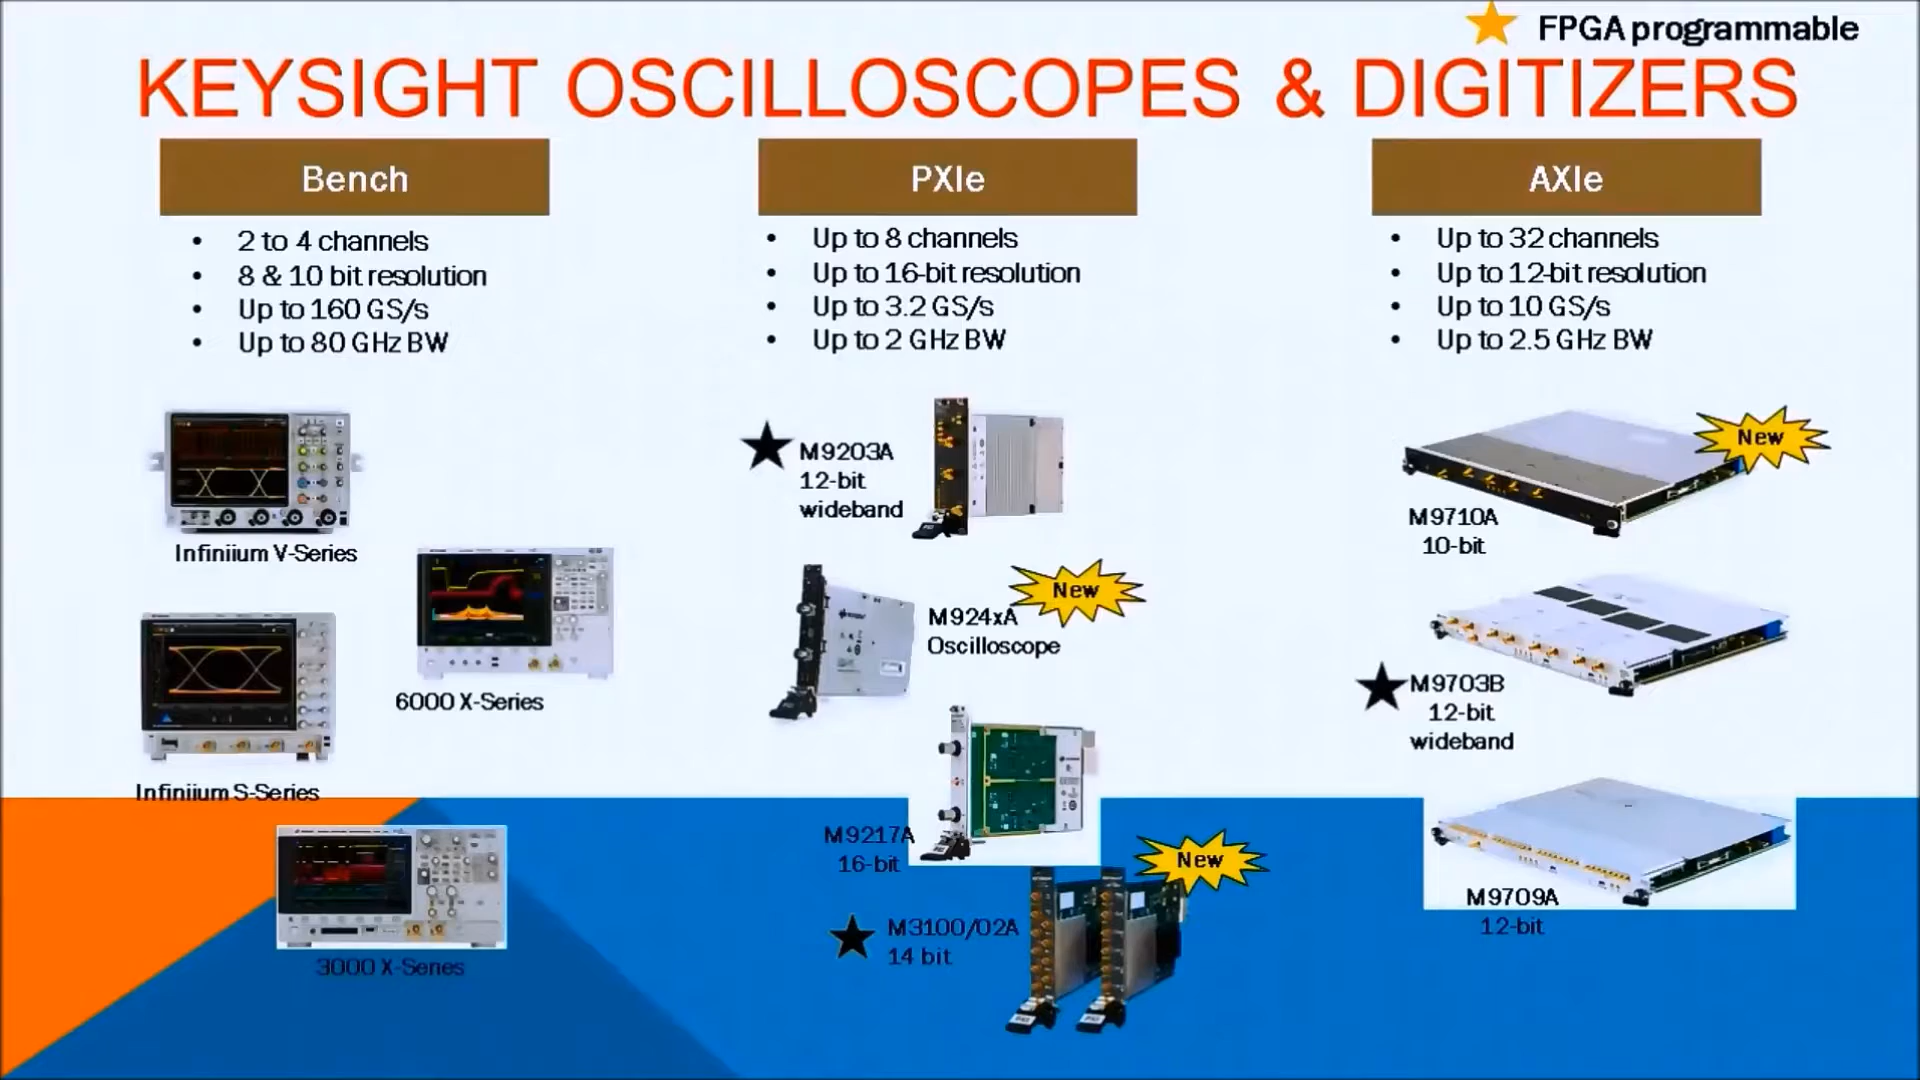 FPGA programmable
KEYSIGHT OSCILLOSCOPES & DIGITIZERS
Bench
• 2 to 4 channels
• 8 & 10 bit resolution
• Up to 160 GS/s
• Up to 80 GHz BW
Infiniium V-Series
6000 X-Series
Infiniium S-Series
3000 X-Series
PXIe
• Up to 8 channels
• Up to 16-bit resolution
• Up to 3.2 GS/s
• Up to 2 GHz BW
M9203A
12-bit
wideband
New
M924xA
Oscilloscope
M9217A
16-bit
New
M3100/02A
14 bit
AXIe
• Up to 32 channels
• Up to 12-bit resolution
• Up to 10 GS/s
• Up to 2.5 GHz BW
New
M9710A
10-bit
M9703B
12-bit
wideband
M9709A
12-bit